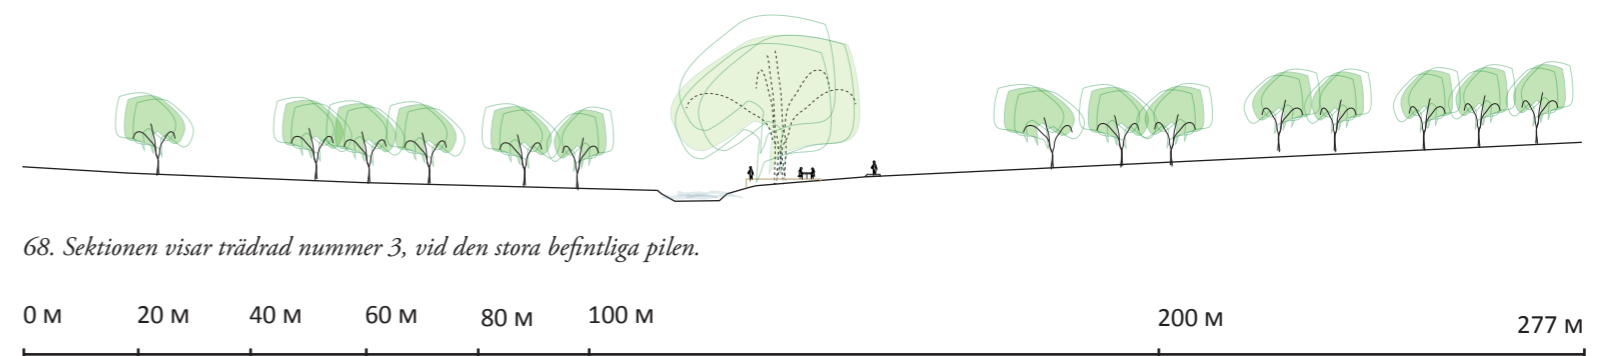 68. Sektionen visar trädrad nummer 3, vid den stora befintliga pilen.
0 M 20 M 40 M 60 M 80 M 100 M 200 M 277 M